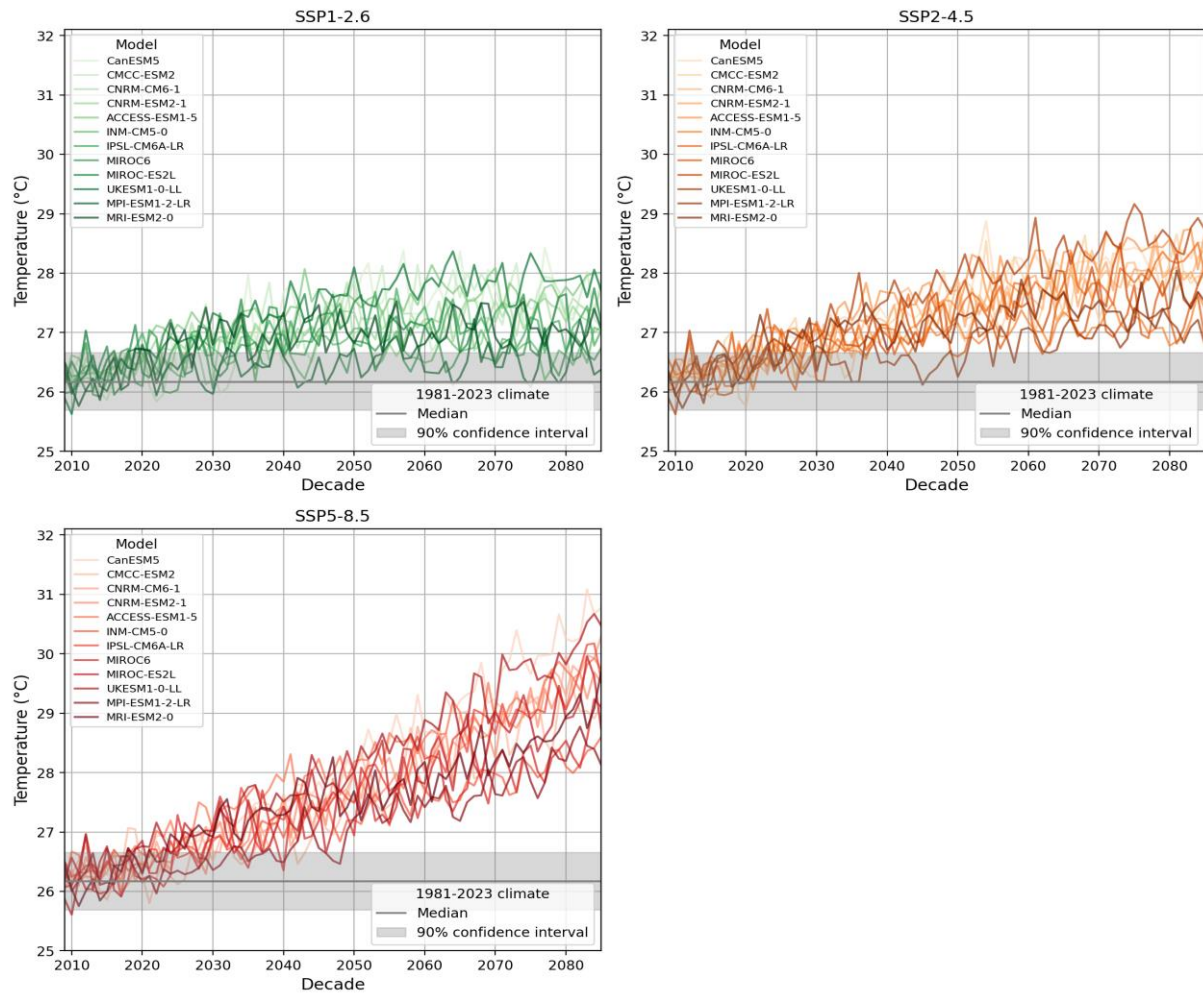 SSP1-2.6
32
31
30
29
28
27
26
25
Temperature (°C)
Model
CanESM5
CMCC-ESM2
CNRM-CM6-1
CNRM-ESM2-1
ACCESS-ESM1-5
INM-CM5-0
IPSL-CM6A-LR
MIROC6
MIROC-ES2L
UKESM1-0-LL
MPI-ESM1-2-LR
MRI-ESM2-0
1981-2023 climate
Median
90% confidence interval
2010 2020 2030 2040 2050 2060 2070 2080
Decade
SSP2-4.5
32
31
30
29
28
27
26
25
Temperature (°C)
Model
CanESM5
CMCC-ESM2
CNRM-CM6-1
CNRM-ESM2-1
ACCESS-ESM1-5
INM-CM5-0
IPSL-CM6A-LR
MIROC6
MIROC-ES2L
UKESM1-0-LL
MPI-ESM1-2-LR
MRI-ESM2-0
1981-2023 climate
Median
90% confidence interval
2010 2020 2030 2040 2050 2060 2070 2080
Decade
SSP5-8.5
32
31
30
29
28
27
26
25
Temperature (°C)
Model
CanESM5
CMCC-ESM2
CNRM-CM6-1
CNRM-ESM2-1
ACCESS-ESM1-5
INM-CM5-0
IPSL-CM6A-LR
MIROC6
MIROC-ES2L
UKESM1-0-LL
MPI-ESM1-2-LR
MRI-ESM2-0
1981-2023 climate
Median
90% confidence interval
2010 2020 2030 2040 2050 2060 2070 2080
Decade